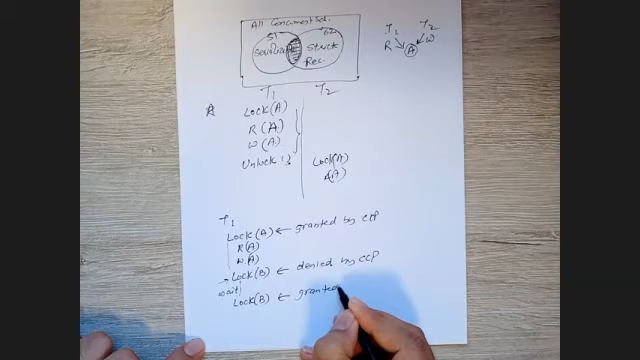 All Concurrent Sch.
S1 S2
Serializable Strict
Rec.
T1 T2
R A W
T1 T2
A Lock(A)
R(A)
W(A)
Unlock Lock(A)
R(A)
T1
Lock(A) ← granted by CCP
R(A)
W(A)
→ Lock(B) ← denied by CCP
wait
Lock(B) ← granted